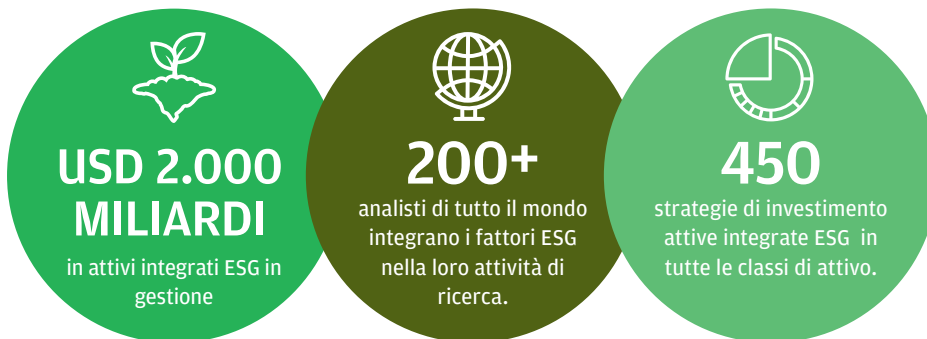 USD 2.000
MILIARDI
in attivi integrati ESG in
gestione
200+
analisti di tutto il mondo
integrano i fattori ESG
nella loro attività di
ricerca.
450
strategie di investimento
attive integrate ESG in
tutte le classi di attivo.